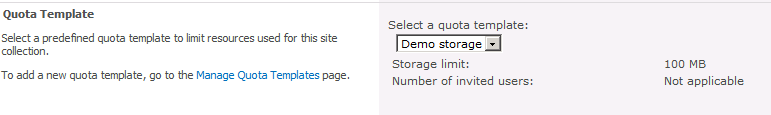 Quota Template
Select a predefined quota template to limit resources used for this site
collection.
To add a new quota template, go to the Manage Quota Templates page.
Select a quota template:
Demo storage
Storage limit: 100 MB
Number of invited users: Not applicable